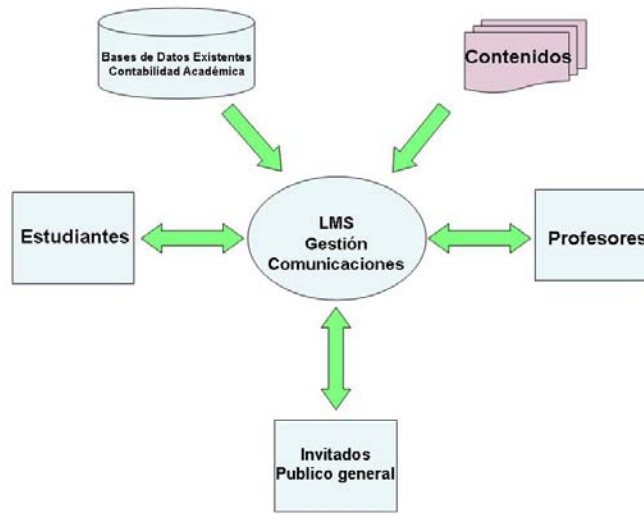 Bases de Datos Existentes
Contabilidad Académica
Contenidos
Estudiantes
LMS
Gestión
Comunicaciones
Profesores
Invitados
Publico general